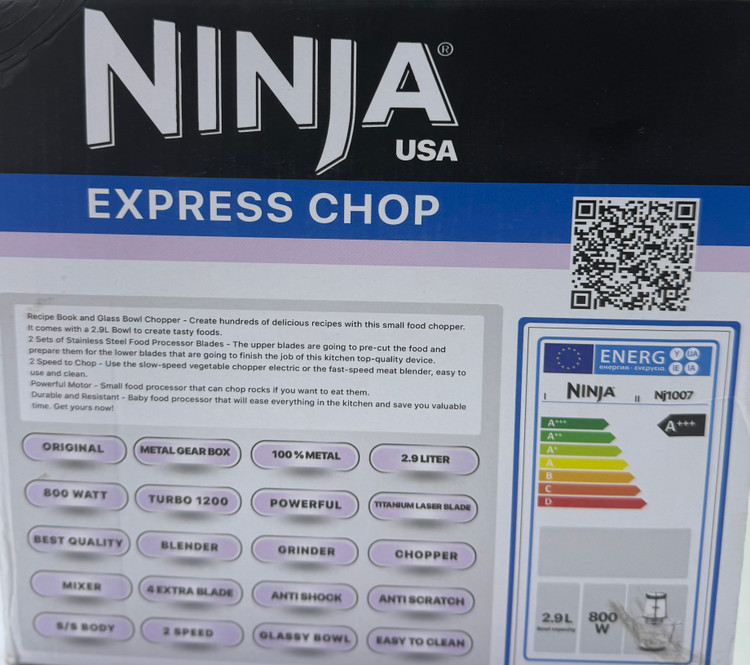 NINJA®
USA
EXPRESS CHOP
Recipe Book and Glass Bowl Chopper - Create hundreds of delicious recipes with this small food chopper.
It comes with a 2.9L Bowl to create tasty foods.
2 Sets of Stainless Steel Food Processor Blades - The upper blades are going to pre-cut the food and
prepare them for the lower blades that are going to finish the job of this kitchen top-quality device.
2 Speed to Chop - Use the slow-speed vegetable chopper electric or the fast-speed meat blender, easy to
use and clean.
Powerful Motor - Small food processor that can chop rocks if you want to eat them.
Durable and Resistant - Baby food processor that will ease everything in the kitchen and save you valuable
time. Get yours now!
ORIGINAL METAL GEAR BOX 100 % METAL 2.9 LITER
800 WATT TURBO 1200 POWERFUL TITANIUM LASER BLADE
BEST QUALITY BLENDER GRINDER CHOPPER
MIXER 4 EXTRA BLADE ANTI SHOCK ANTI SCRATCH
S/S BODY 2 SPEED GLASSY BOWL EASY TO CLEAN
ENERG Y UA
енергия · ενεργεια IE IA
I NINJA II Nj1007
A+++ A+++
A++
A+
A
B
C
D
2.9L 800
Bowl capacity W